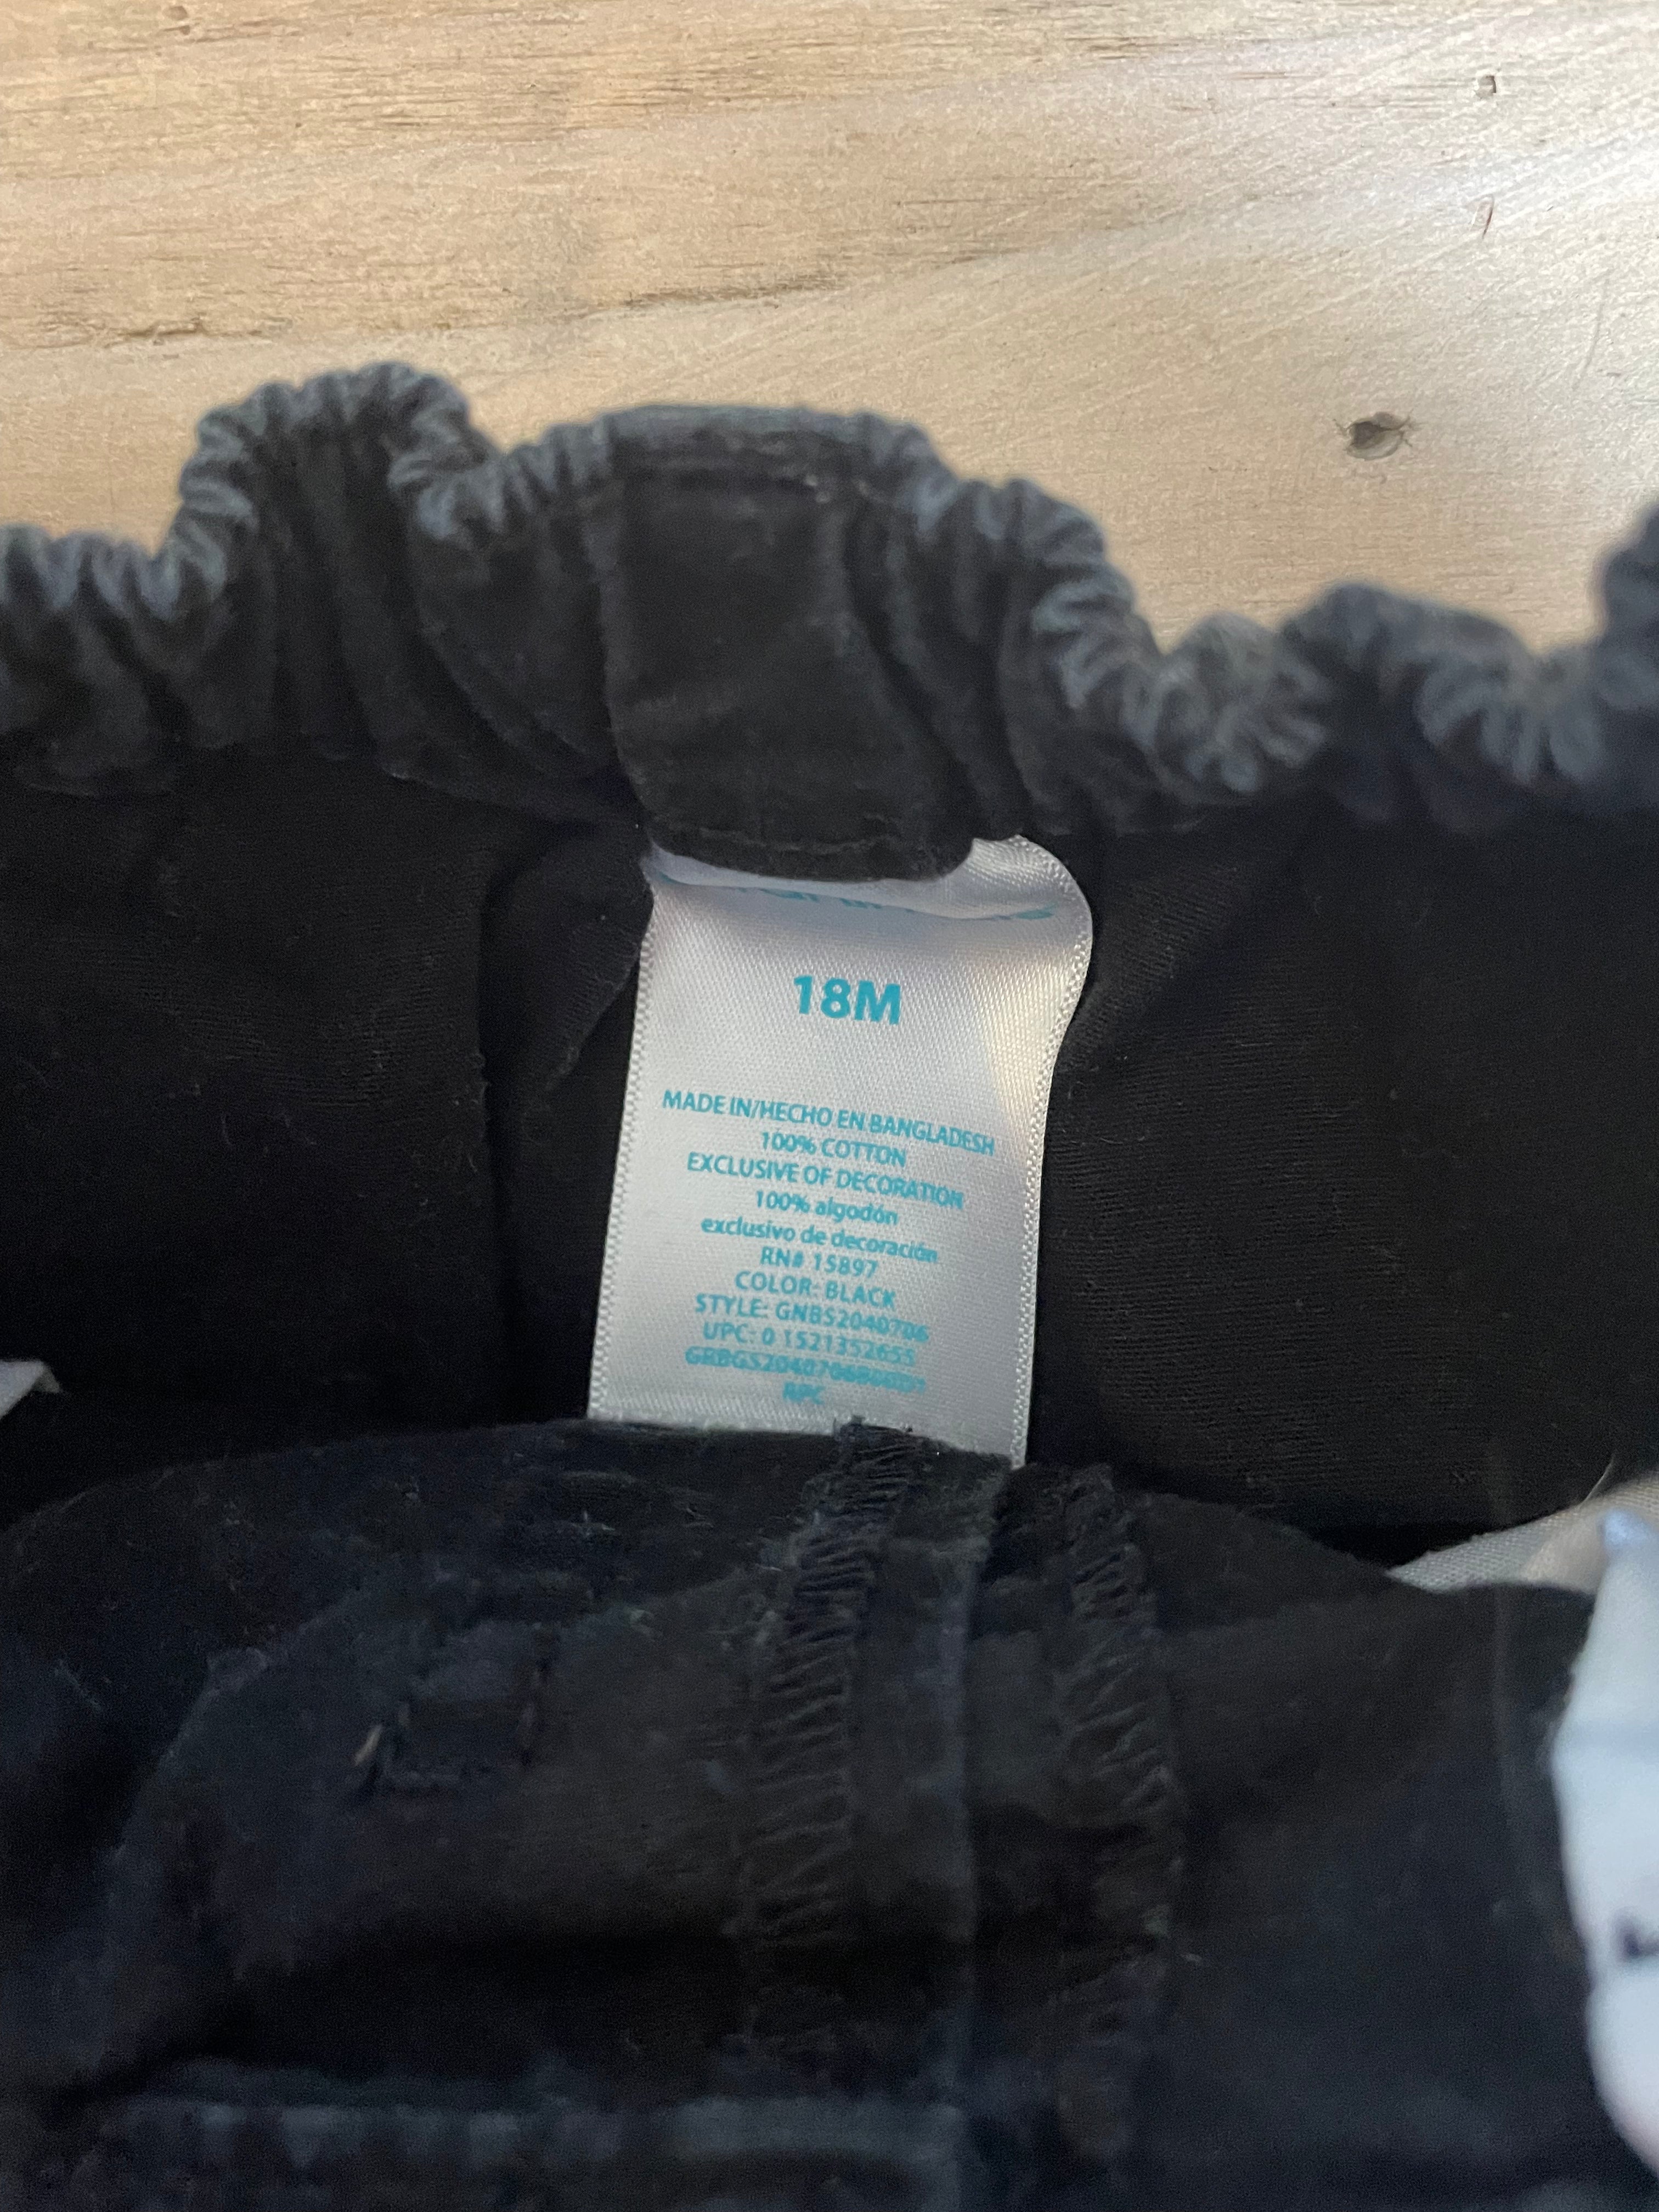 18M
MADE IN/HECHO EN BANGLADESH
100% COTTON
EXCLUSIVE OF DECORATION
100% algodón
exclusivo de decoración
RN# 15897
COLOR: BLACK
STYLE: GNBS2040706
UPC: 0 1521352655
RPC